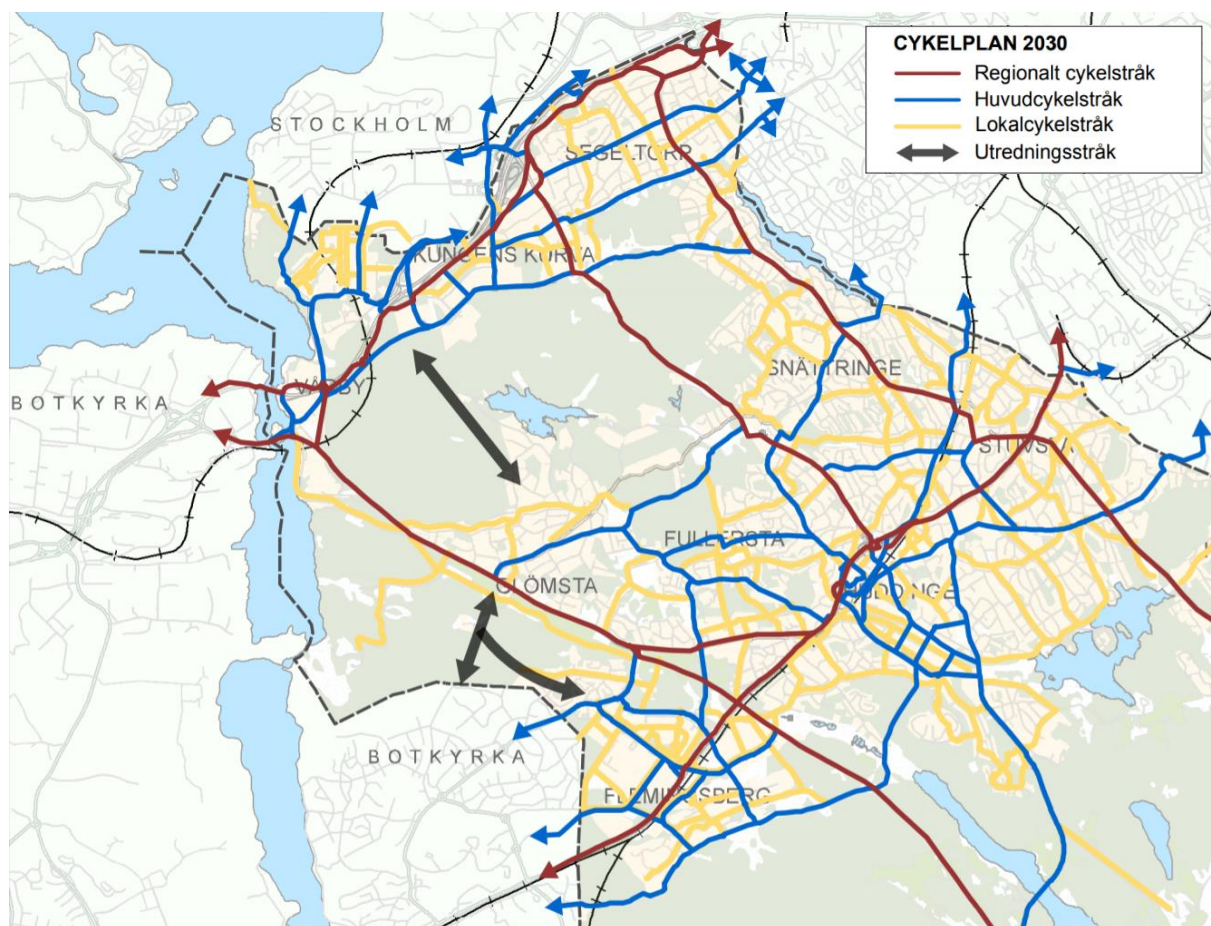 CYKELPLAN 2030
Regionalt cykelstråk
Huvudcykelstråk
Lokalcykelstråk
Utredningsstråk
STOCKHOLM
SEGELTORP
KUNGENS KURVA
SNÄTTRINGE
VÅRBY
BOTKYRKA
STUVSTA
FULLERSTA
GLÖMSTA
HUDDINGE
BOTKYRKA
FLEMINGSBERG